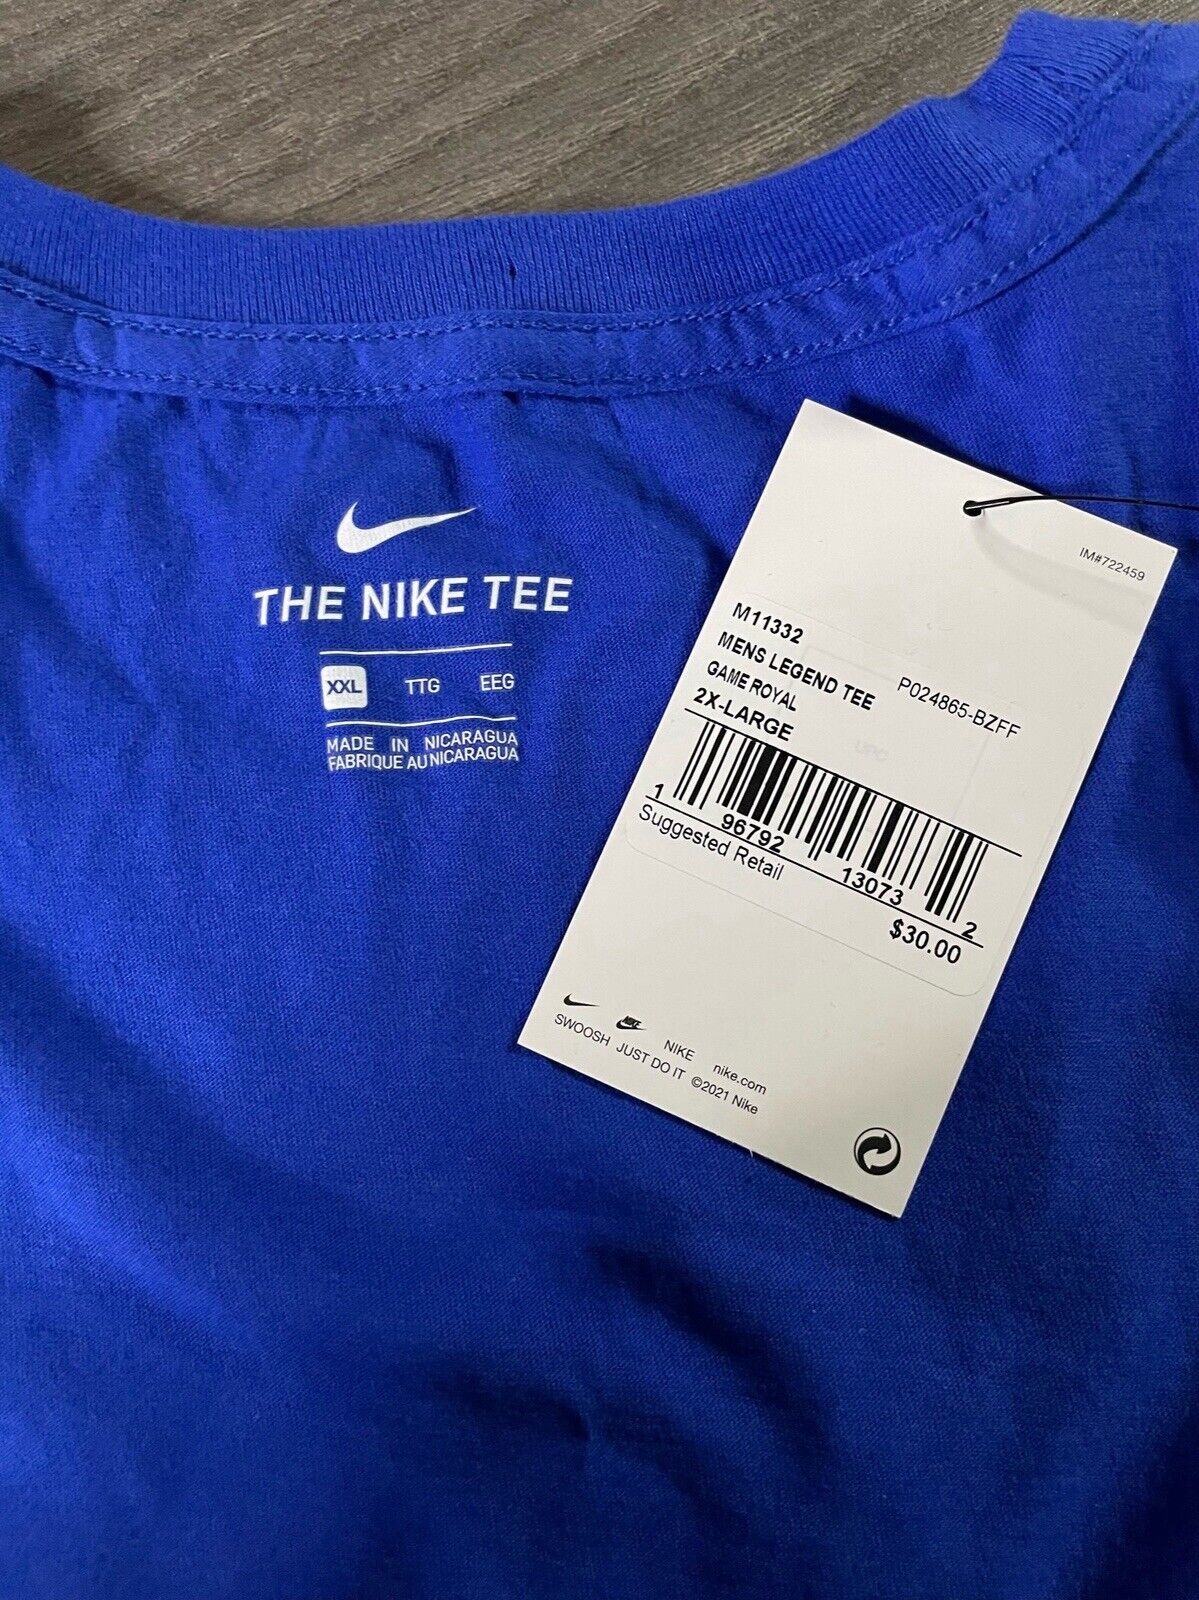 THE NIKE TEE
XXL TTG EEG
MADE IN NICARAGUA
FABRIQUE AU NICARAGUA
IM#722459
M11332
MENS LEGEND TEE
P024865-BZFF
GAME ROYAL
2X-LARGE
UPC
1 96792 13073 2
Suggested Retail
$30.00
NIKE
NIKE nike.com
SWOOSH JUST DO IT ©2021 Nike